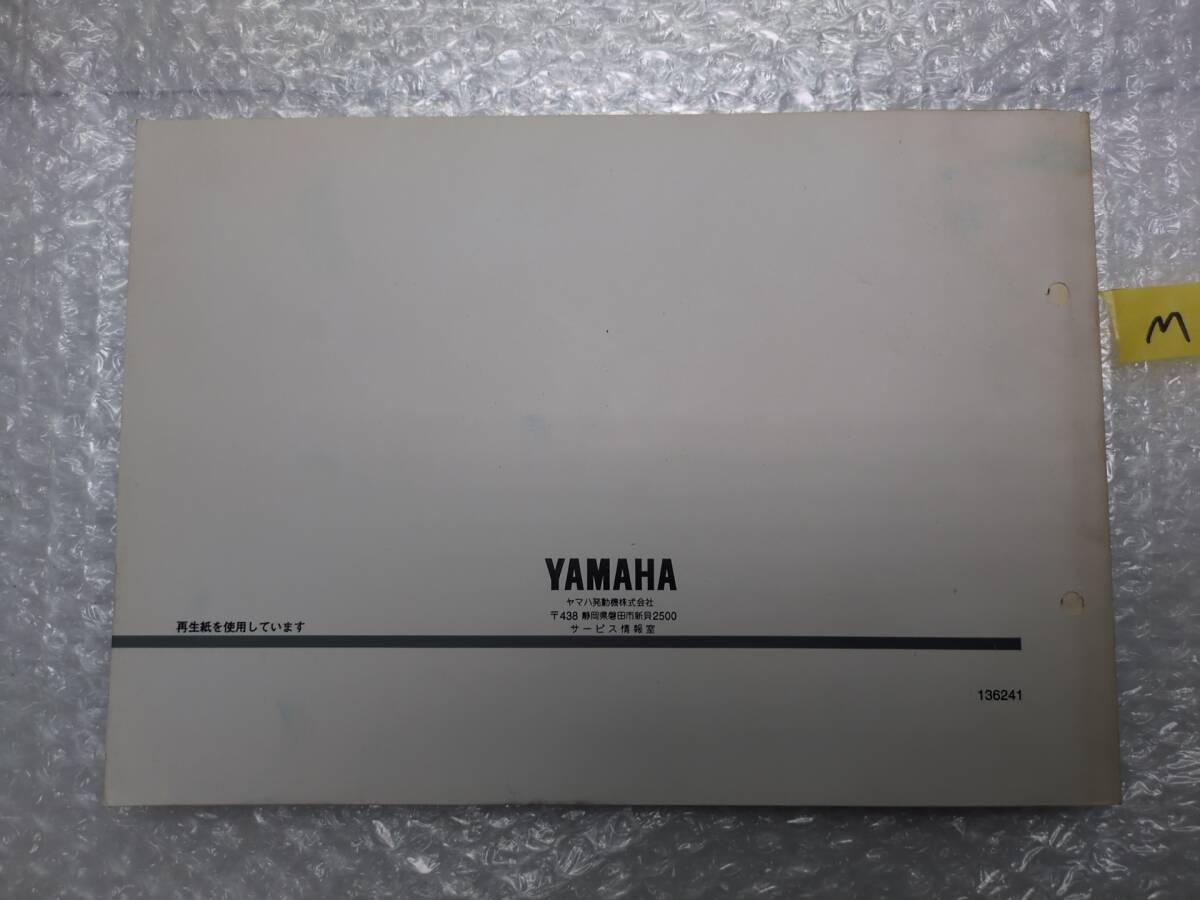 M
YAMAHA
ヤマハ発動機株式会社
〒438 静岡県磐田市新貝2500
サービス情報室
再生紙を使用しています
136241